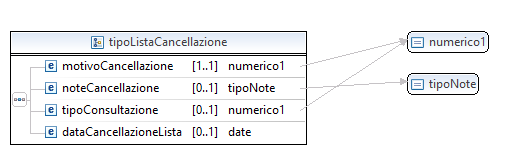 tipoListaCancellazione
e motivoCancellazione [1..1] numerico1
e noteCancellazione [0..1] tipoNote
e tipoConsultazione [0..1] numerico1
e dataCancellazioneLista [0..1] date
numerico1
tipoNote